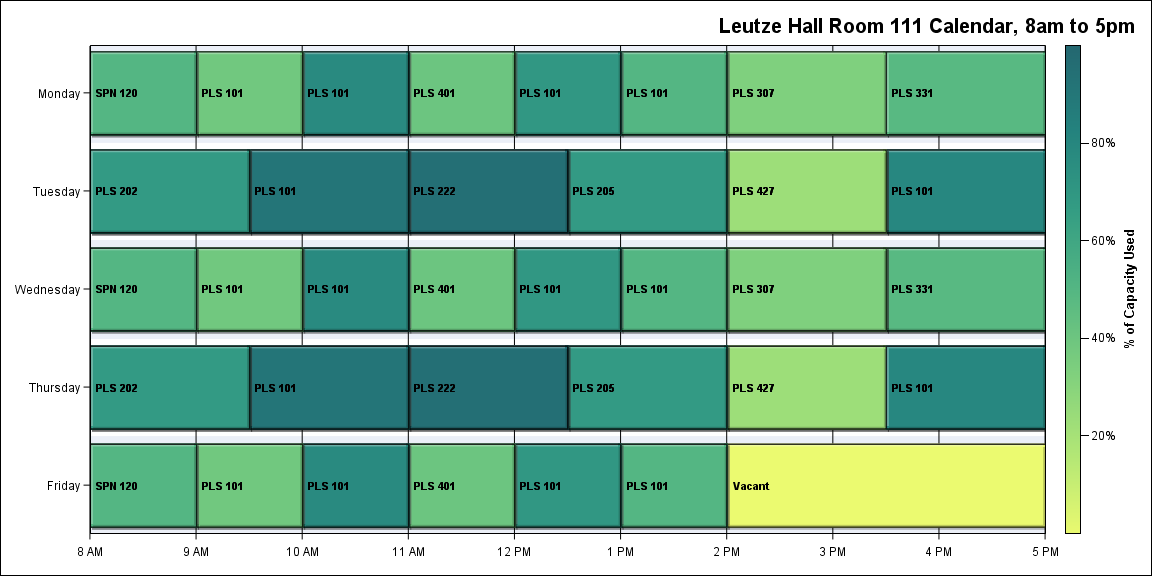 Leutze Hall Room 111 Calendar, 8am to 5pm
Monday
SPN 120
PLS 101
PLS 101
PLS 401
PLS 101
PLS 101
PLS 307
PLS 331
Tuesday
PLS 202
PLS 101
PLS 222
PLS 205
PLS 427
PLS 101
Wednesday
SPN 120
PLS 101
PLS 101
PLS 401
PLS 101
PLS 101
PLS 307
PLS 331
Thursday
PLS 202
PLS 101
PLS 222
PLS 205
PLS 427
PLS 101
Friday
SPN 120
PLS 101
PLS 101
PLS 401
PLS 101
PLS 101
Vacant
8 AM
9 AM
10 AM
11 AM
12 PM
1 PM
2 PM
3 PM
4 PM
5 PM
80%
60%
40%
20%
% of Capacity Used